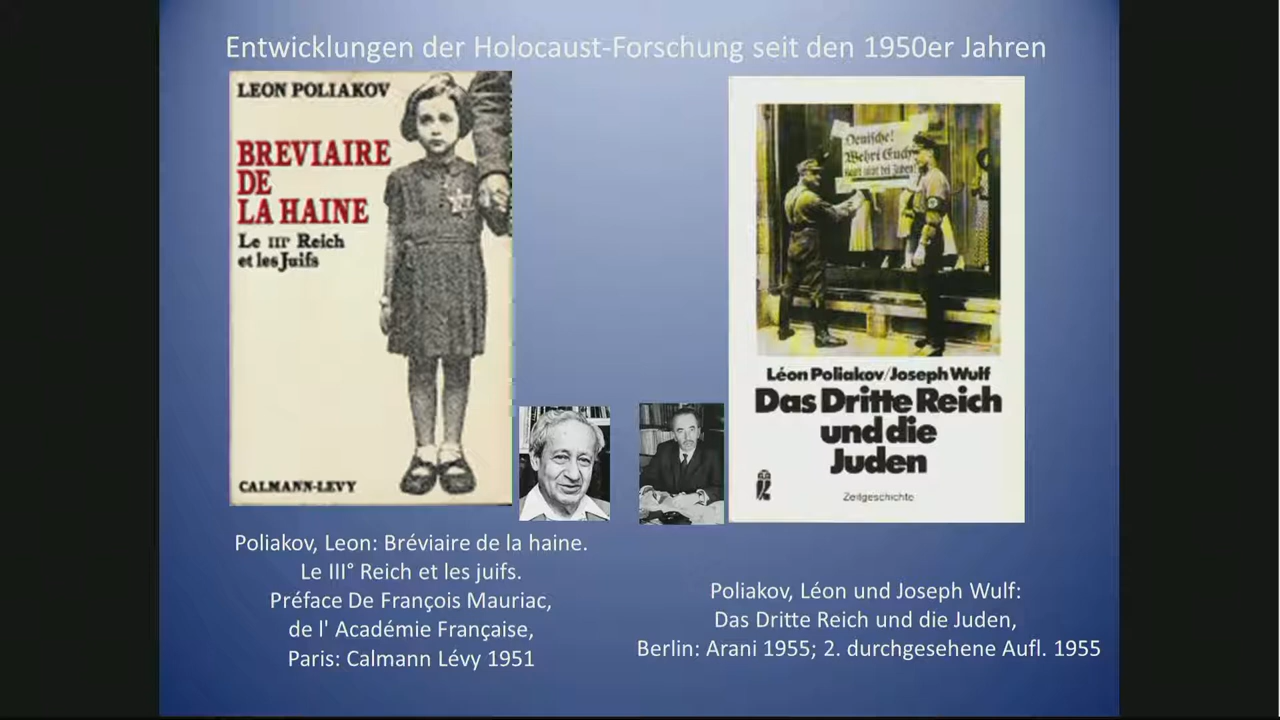 Entwicklungen der Holocaust-Forschung seit den 1950er Jahren
LEON POLIAKOV
BREVIAIRE
DE
LA HAINE
Le IIIe Reich
et les Juifs
CALMANN-LEVY
Deutsche!
Wehrt Euch
kauft nicht bei Juden!
Léon Poliakov/Joseph Wulf
Das Dritte Reich
und die
Juden
Zeitgeschichte
Poliakov, Leon: Bréviaire de la haine.
Le III° Reich et les juifs.
Préface De François Mauriac,
de l' Académie Française,
Paris: Calmann Lévy 1951
Poliakov, Léon und Joseph Wulf:
Das Dritte Reich und die Juden,
Berlin: Arani 1955; 2. durchgesehene Aufl. 1955